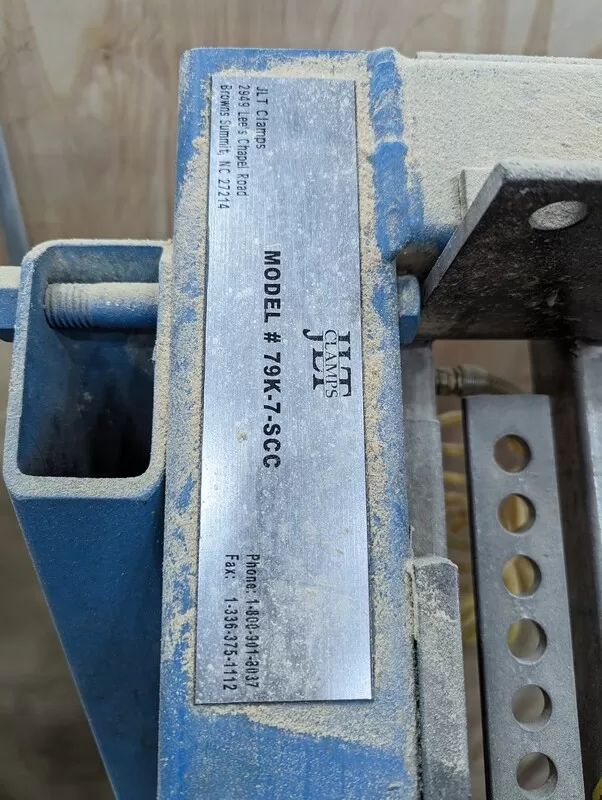 JLT Clamps
2949 Lee's Chapel Road
Browns Summit, NC 27214
JLT
CLAMPS
MODEL # 79K-7-SCC
Phone: 1-800-901-8037
Fax: 1-336-375-1112